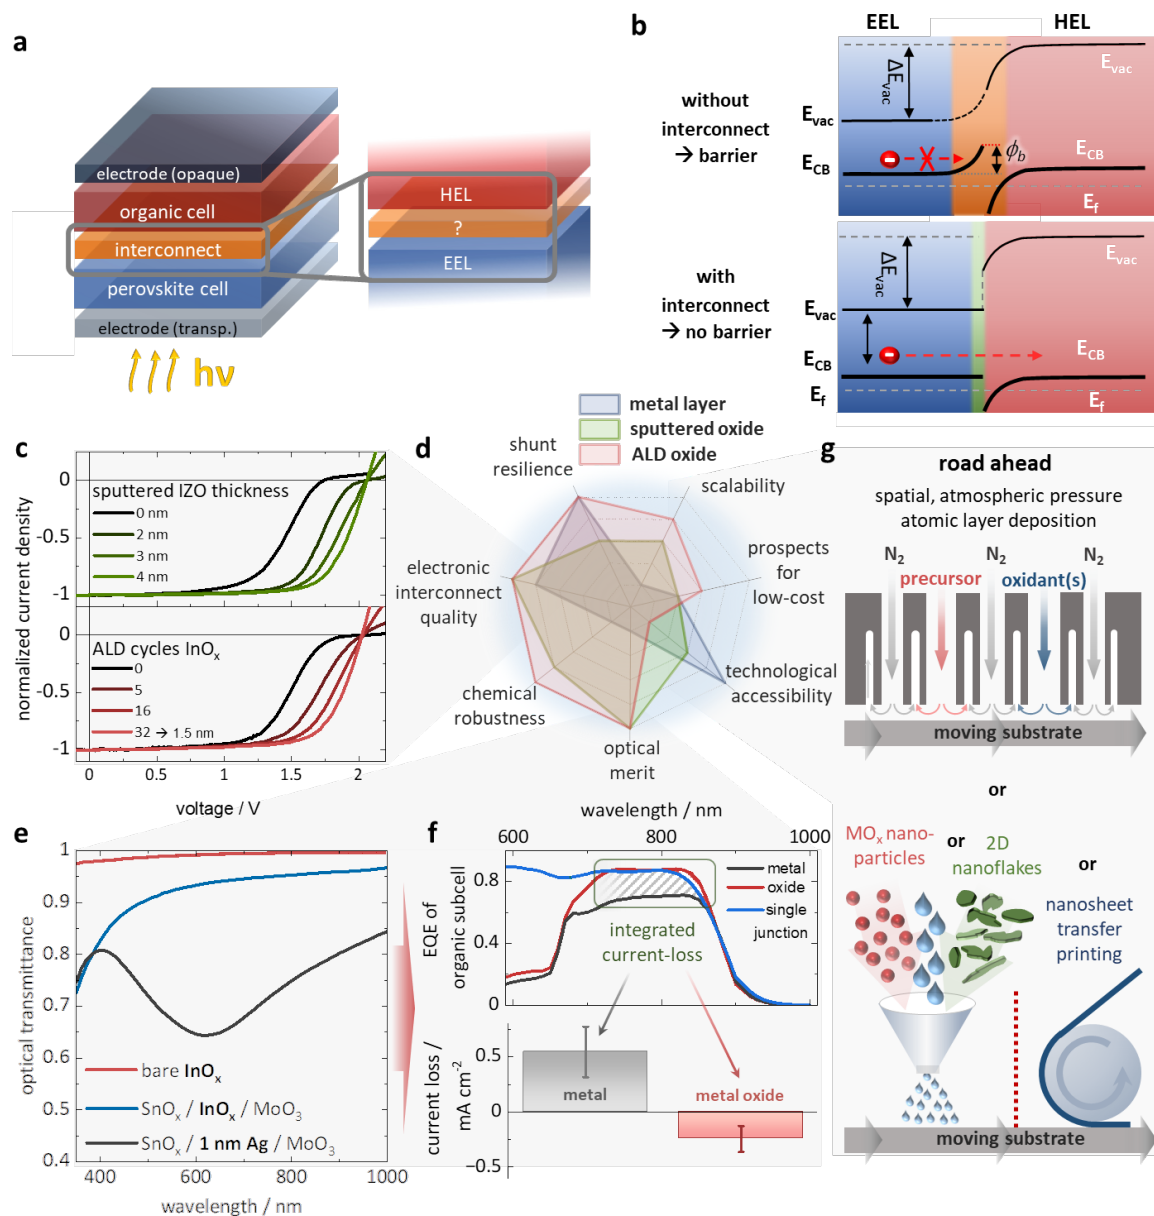 a
electrode (opaque)
organic cell
interconnect
perovskite cell
electrode (transp.)
hν
HEL
?
EEL
b
EEL
HEL
without
interconnect
→ barrier
ΔEvac
Evac
Evac
ECB
ϕb
ECB
Ef
with
interconnect
→ no barrier
ΔEvac
Evac
Evac
ECB
ECB
Ef
Ef
c
normalized current density
0
-0.5
-1
sputtered IZO thickness
0 nm
2 nm
3 nm
4 nm
0
-0.5
-1
ALD cycles InOx
0
5
16
32 → 1.5 nm
0
0.5
1
1.5
2
voltage / V
d
metal layer
sputtered oxide
ALD oxide
shunt
resilience
scalability
prospects
for
low-cost
technological
accessibility
optical
merit
chemical
robustness
electronic
interconnect
quality
e
optical transmittance
1
0.9
0.8
0.7
0.6
0.5
0.4
bare InOx
SnOx / InOx / MoO3
SnOx / 1 nm Ag / MoO3
400
600
800
1000
wavelength / nm
f
wavelength / nm
600
800
1000
EQE of
organic subcell
0.8
0.4
0
metal
oxide
single
junction
integrated
current-loss
current loss /
mA cm-2
0.5
0
−0.5
metal
metal oxide
g
road ahead
spatial, atmospheric pressure
atomic layer deposition
N2
N2
N2
precursor
oxidant(s)
moving substrate
or
MOx nano-
particles
or
2D
nanoflakes
or
nanosheet
transfer
printing
moving substrate